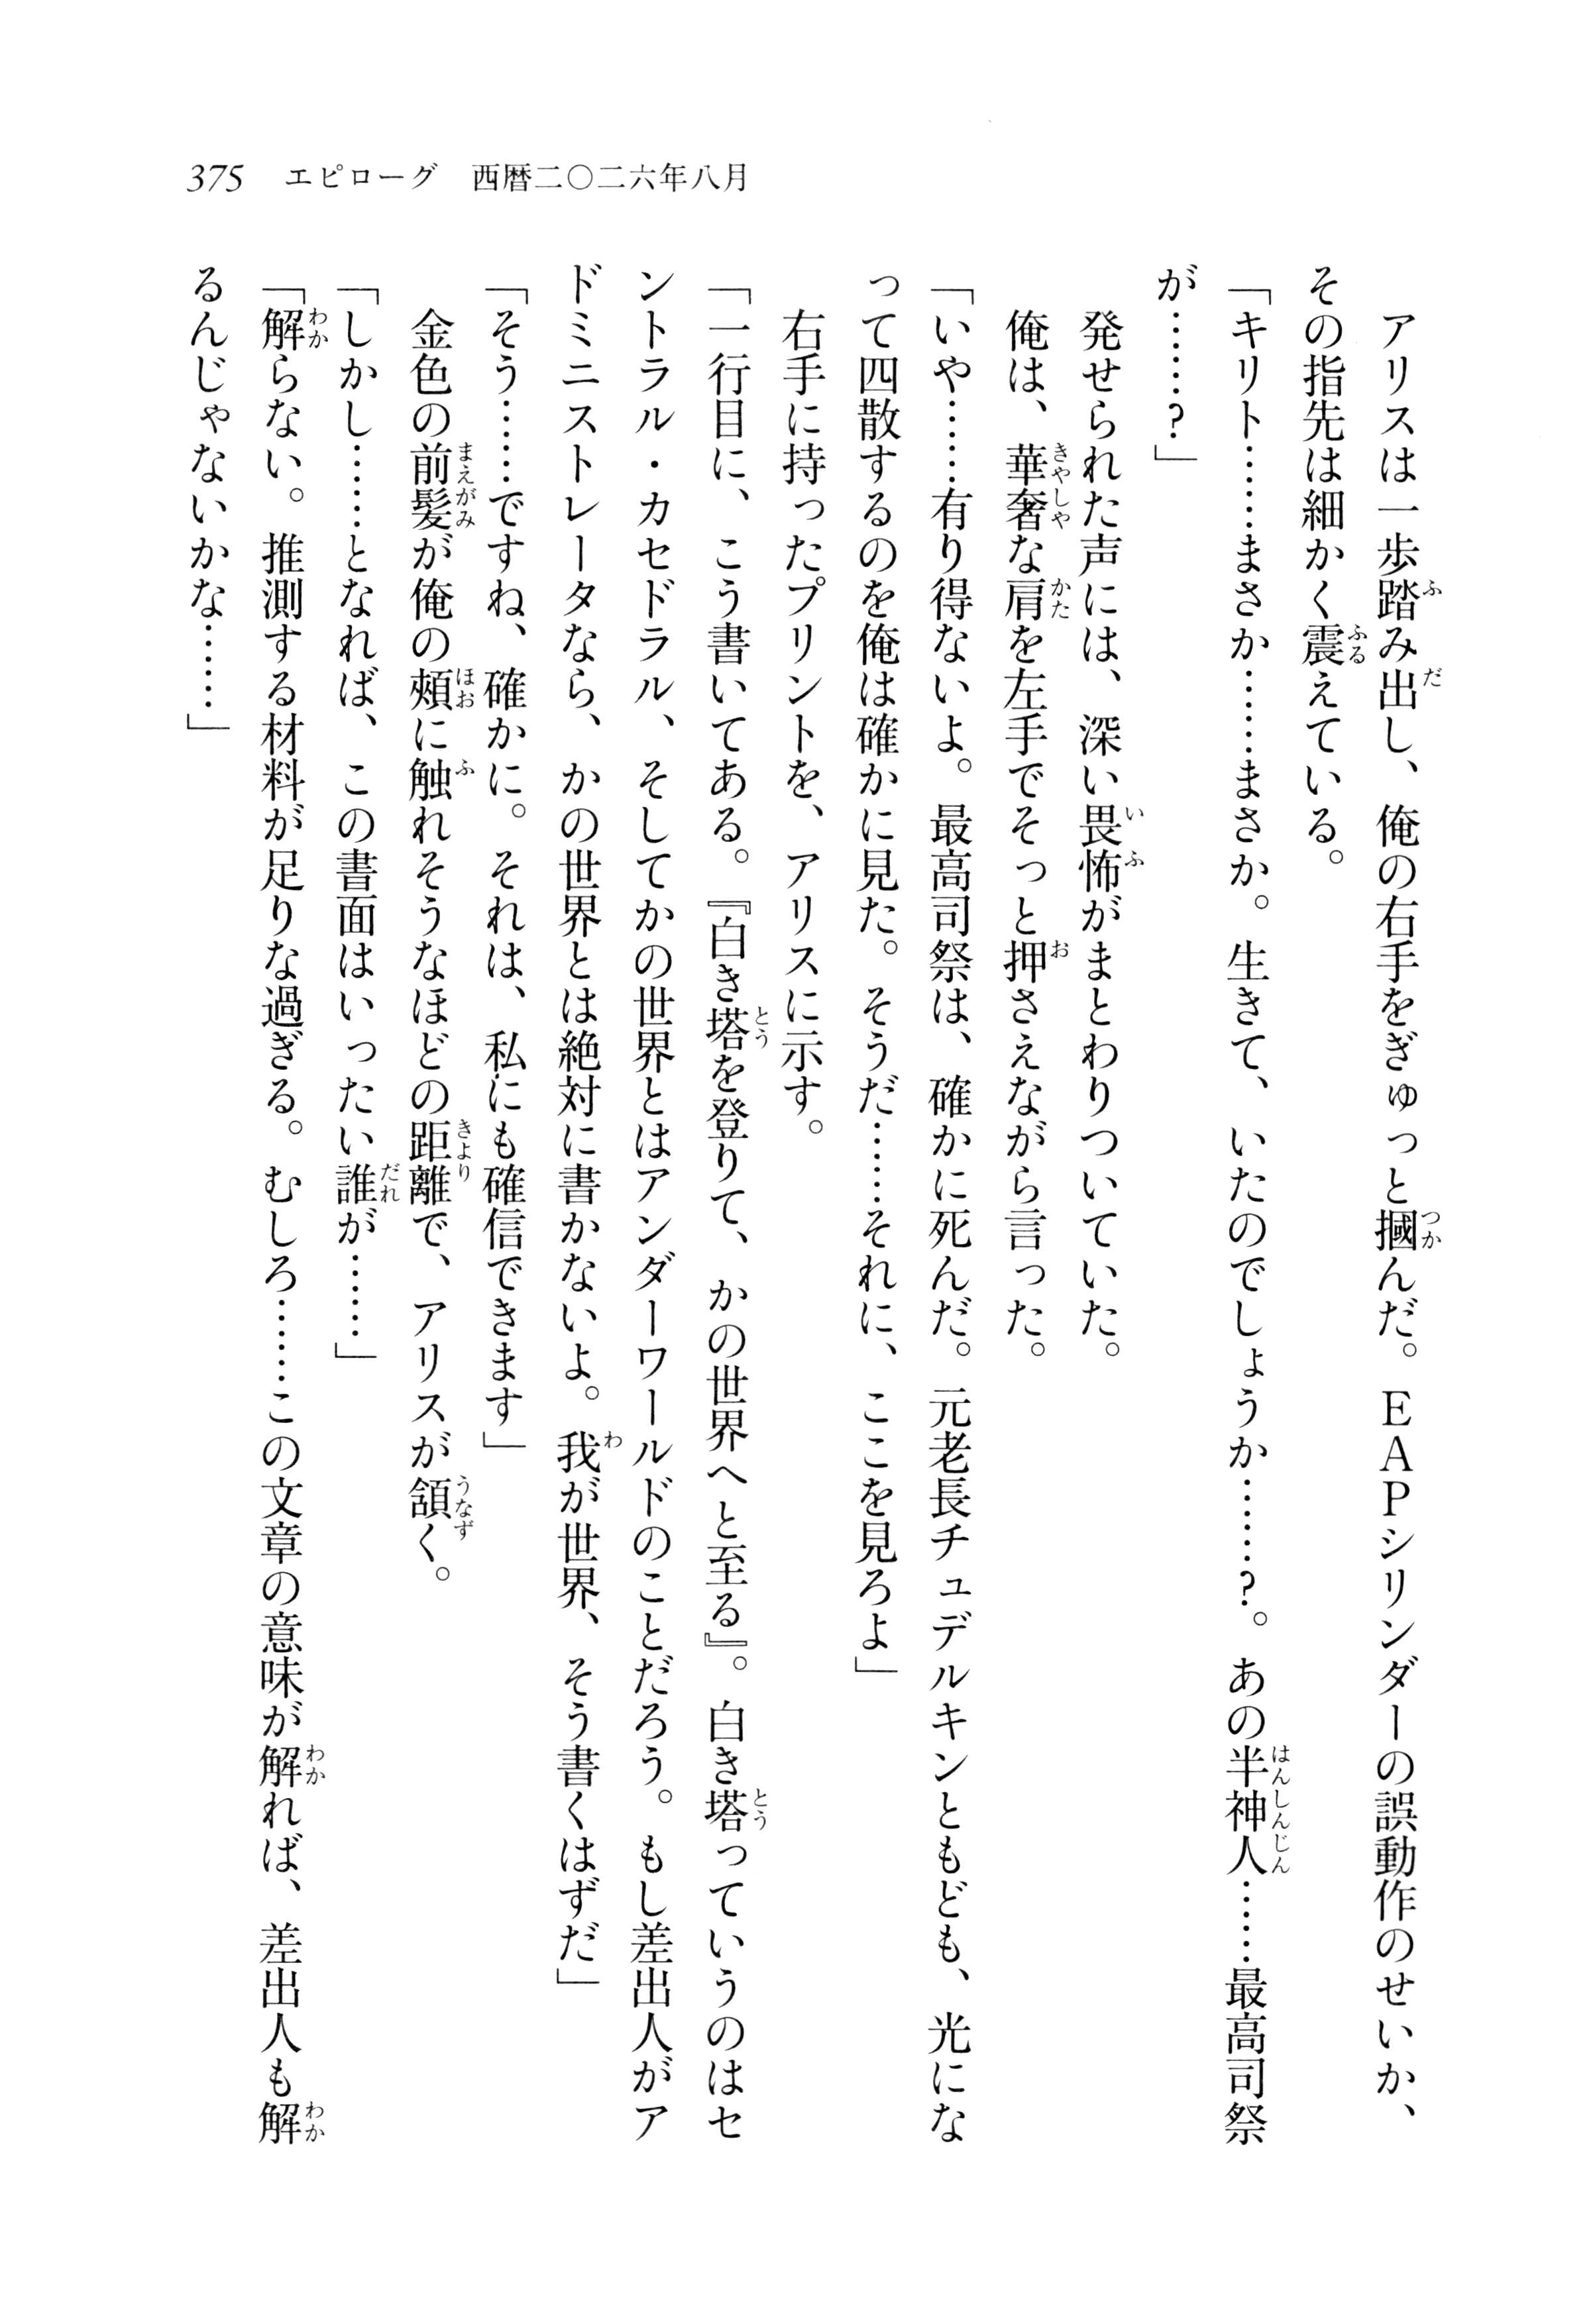 375 エピローグ 西暦二〇二六年八月
アリスは一歩踏み出し、俺の右手をぎゅっと摑んだ。EAPシリンダーの誤動作のせいか、
その指先は細かく震えている。
「キリト……まさか……まさか。生きて、いたのでしょうか……?。あの半神人……最高司祭
が……?」
発せられた声には、深い畏怖がまとわりついていた。
俺は、華奢な肩を左手でそっと押さえながら言った。
「いや……有り得ないよ。最高司祭は、確かに死んだ。元老長チュデルキンともども、光にな
って四散するのを俺は確かに見た。そうだ……それに、ここを見ろよ」
右手に持ったプリントを、アリスに示す。
「一行目に、こう書いてある。『白き塔を登りて、かの世界へと至る』。白き塔っていうのはセ
ントラル・カセドラル、そしてかの世界とはアンダーワールドのことだろう。もし差出人がア
ドミニストレータなら、かの世界とは絶対に書かないよ。我が世界、そう書くはずだ」
「そう……ですね、確かに。それは、私にも確信できます」
金色の前髪が俺の頰に触れそうなほどの距離で、アリスが頷く。
「しかし……となれば、この書面はいったい誰が……」
「解らない。推測する材料が足りな過ぎる。むしろ……この文章の意味が解れば、差出人も解
るんじゃないかな……」